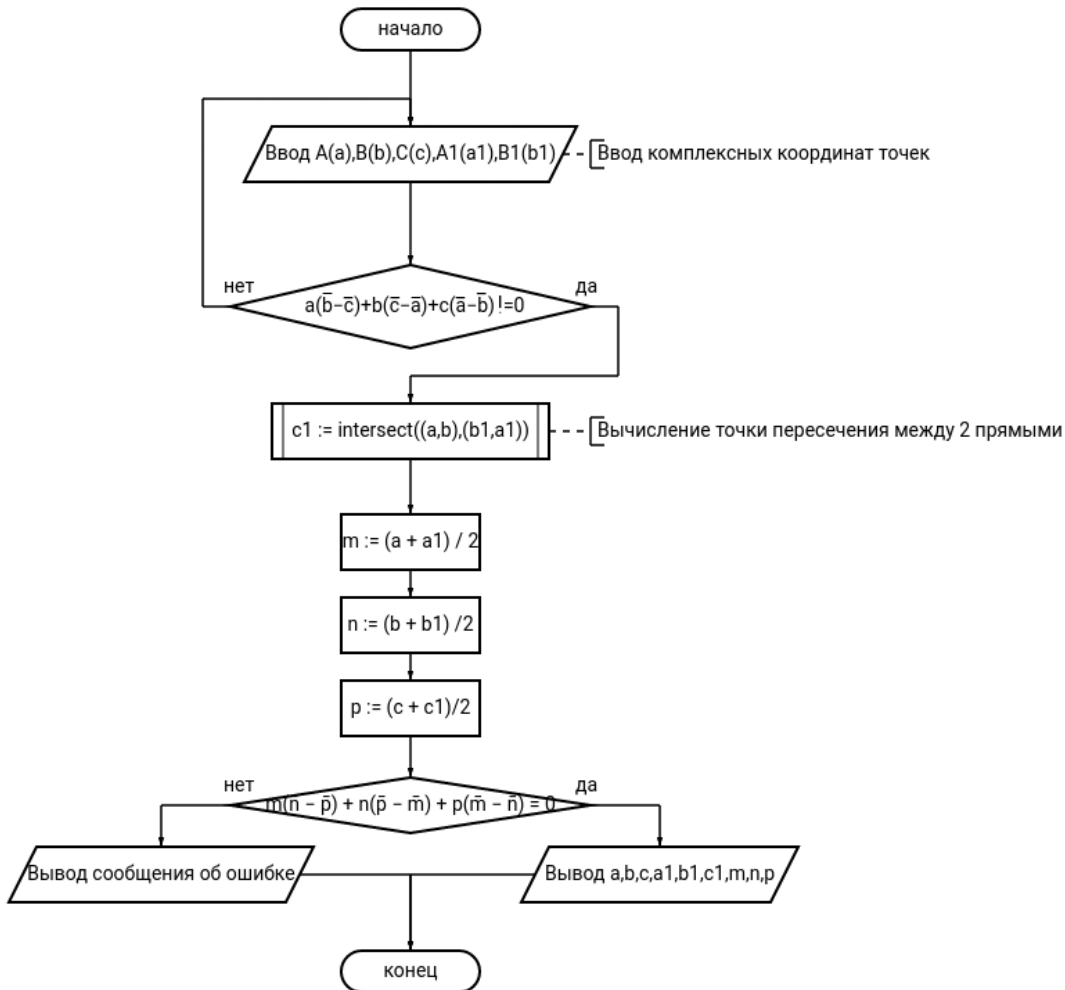 начало
Ввод A(a),B(b),C(c),A1(a1),B1(b1)
Ввод комплексных координат точек
нет
да
a(b̅−c̅)+b(c̅−a̅)+c(a̅−b̅) !=0
c1 := intersect((a,b),(b1,a1))
Вычисление точки пересечения между 2 прямыми
m := (a + a1) / 2
n := (b + b1) /2
p := (c + c1)/2
нет
да
m(n̅ − p̅) + n(p̅ − m̅) + p(m̅ − n̅) = 0
Вывод сообщения об ошибке
Вывод a,b,c,a1,b1,c1,m,n,p
конец